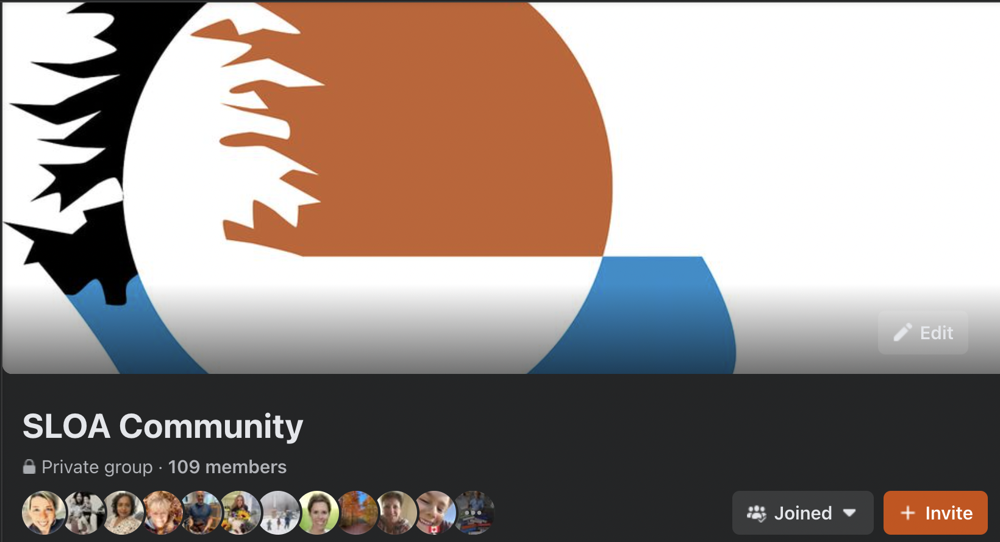 Edit
SLOA Community
Private group · 109 members
Joined
Invite